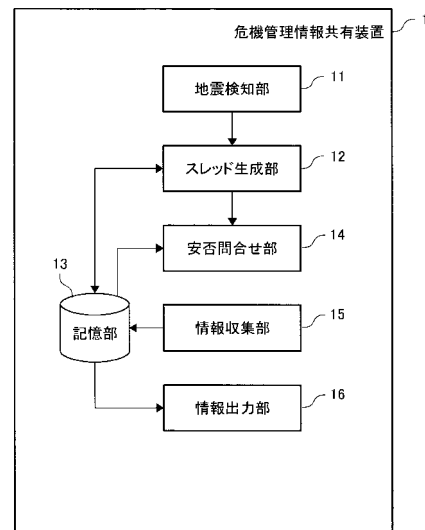 危機管理情報共有装置
1
地震検知部
11
スレッド生成部
12
安否問合せ部
14
13
記憶部
情報収集部
15
情報出力部
16